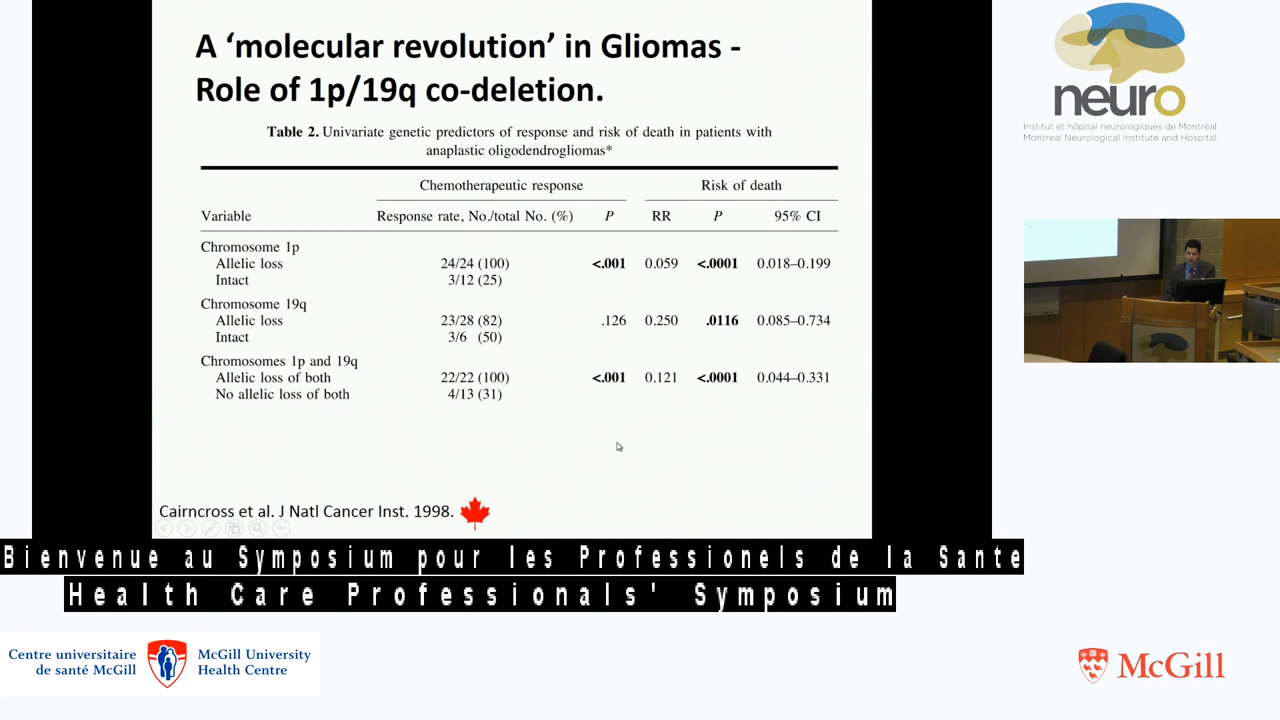 A ‘molecular revolution’ in Gliomas -
Role of 1p/19q co-deletion.
Table 2. Univariate genetic predictors of response and risk of death in patients with
anaplastic oligodendrogliomas*
Chemotherapeutic response Risk of death
Variable Response rate, No./total No. (%) P RR P 95% CI
Chromosome 1p
Allelic loss 24/24 (100) <.001 0.059 <.0001 0.018–0.199
Intact 3/12 (25)
Chromosome 19q
Allelic loss 23/28 (82) .126 0.250 .0116 0.085–0.734
Intact 3/6 (50)
Chromosomes 1p and 19q
Allelic loss of both 22/22 (100) <.001 0.121 <.0001 0.044–0.331
No allelic loss of both 4/13 (31)
Cairncross et al. J Natl Cancer Inst. 1998.
neuro
Institut et hôpital neurologiques de Montréal
Montreal Neurological Institute and Hospital
Bienvenue au Symposium pour les Professionels de la Sante
Health Care Professionals' Symposium
Centre universitaire
de santé McGill
McGill University
Health Centre
McGill